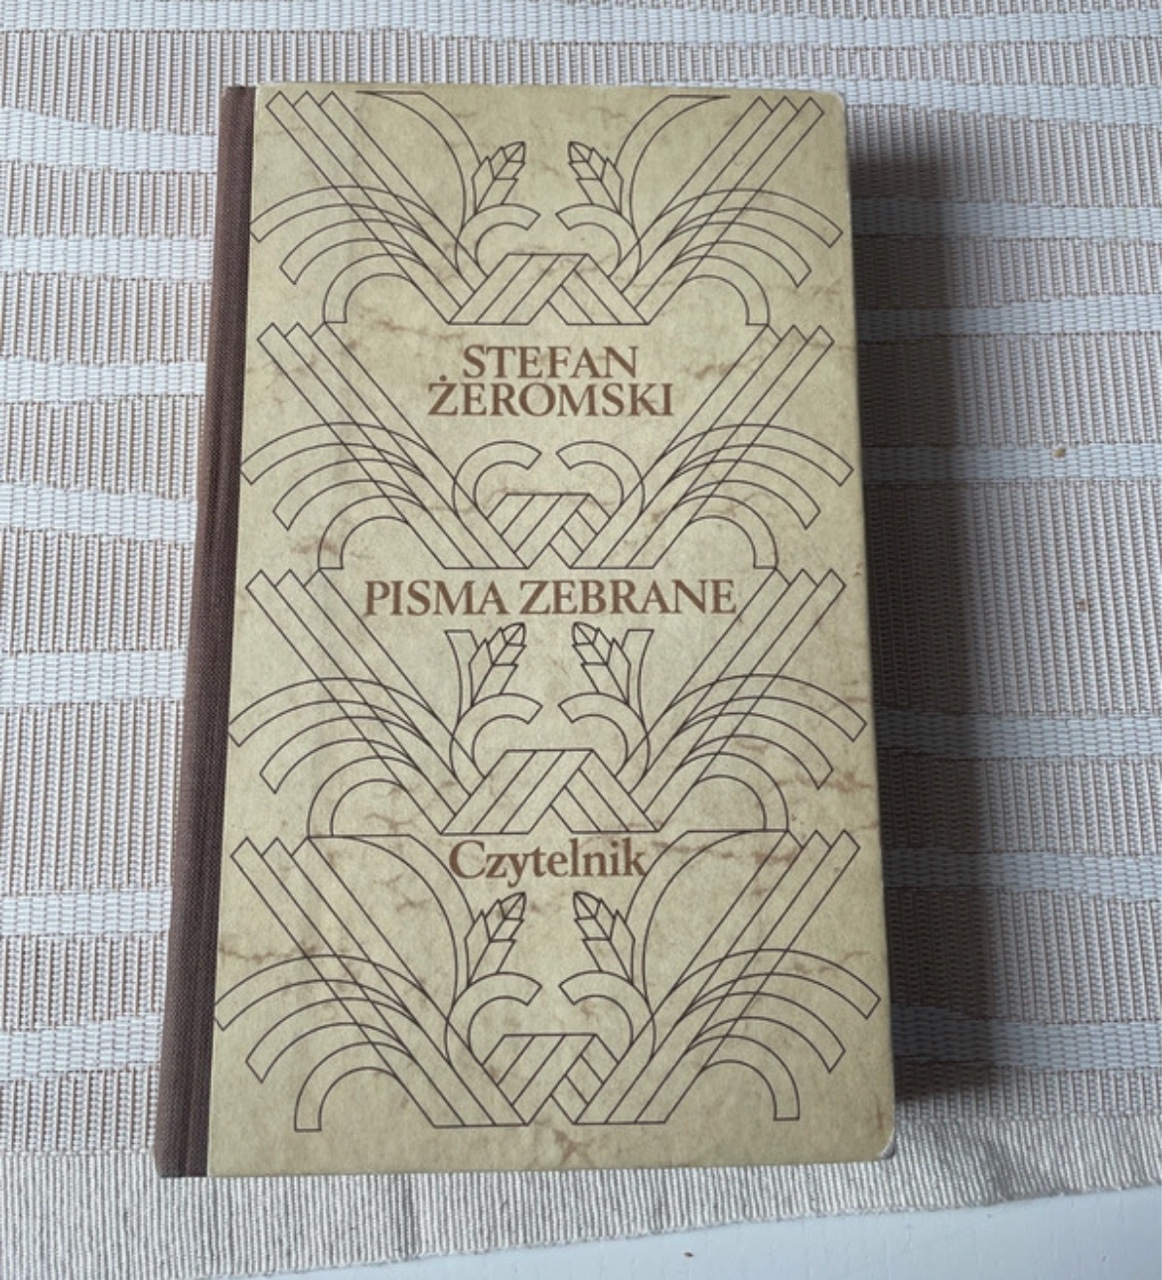 STEFAN
ŻEROMSKI
PISMA ZEBRANE
Czytelnik